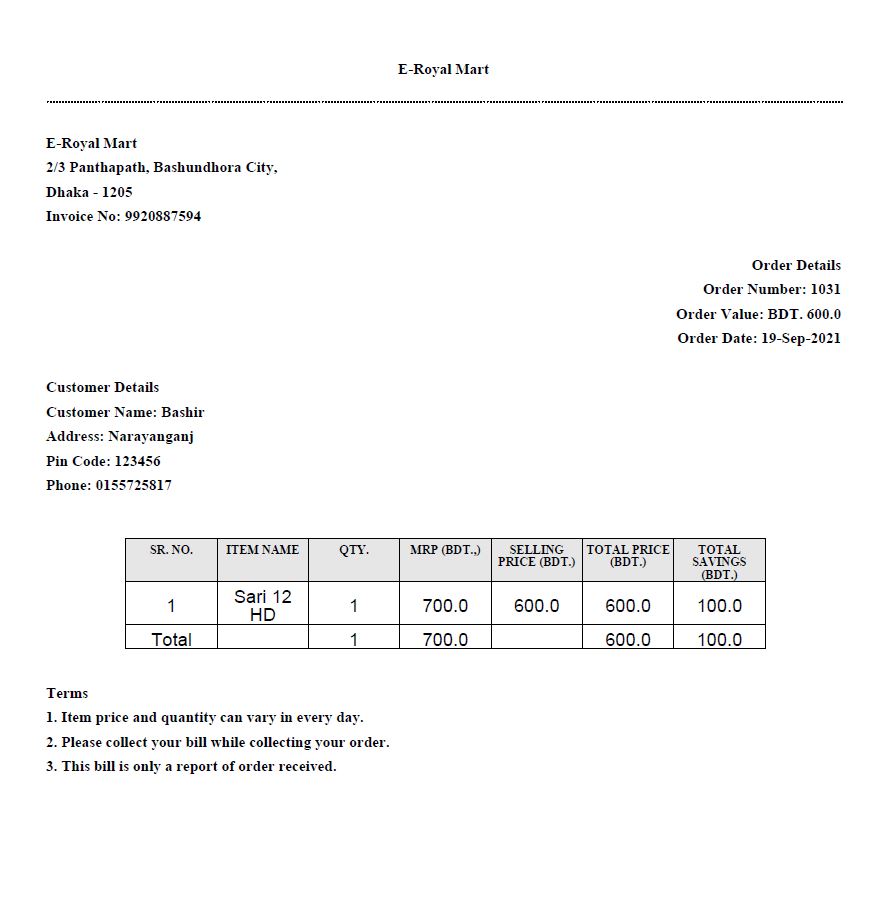 E-Royal Mart
E-Royal Mart
2/3 Panthapath, Bashundhora City,
Dhaka - 1205
Invoice No: 9920887594
Order Details
Order Number: 1031
Order Value: BDT. 600.0
Order Date: 19-Sep-2021
Customer Details
Customer Name: Bashir
Address: Narayanganj
Pin Code: 123456
Phone: 0155725817
SR. NO. ITEM NAME QTY. MRP (BDT.,) SELLING PRICE (BDT.) TOTAL PRICE (BDT.) TOTAL SAVINGS (BDT.)
1 Sari 12 HD 1 700.0 600.0 600.0 100.0
Total 1 700.0 600.0 100.0
Terms
1. Item price and quantity can vary in every day.
2. Please collect your bill while collecting your order.
3. This bill is only a report of order received.